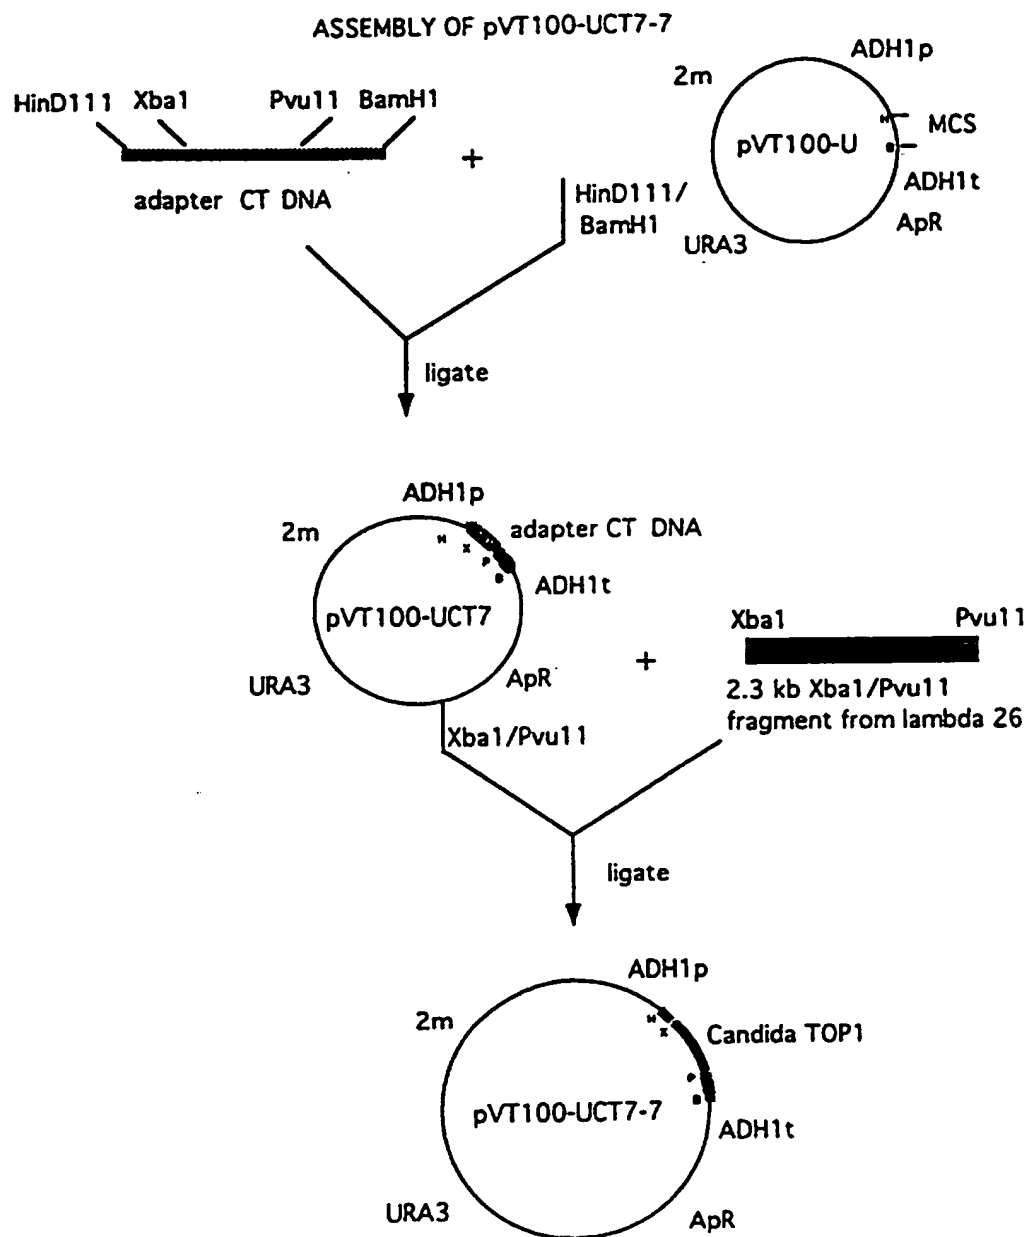 ASSEMBLY OF pVT100-UCT7-7
HinD111 Xba1 Pvu11 BamH1
adapter CT DNA
+
2m
ADH1p
H
MCS
pVT100-U
B
ADH1t
ApR
URA3
HinD111/
BamH1
ligate
ADH1p
2m
adapter CT DNA
H
X
P
B
ADH1t
pVT100-UCT7
URA3
ApR
Xba1/Pvu11
+
Xba1 Pvu11
2.3 kb Xba1/Pvu11
fragment from lambda 26
ligate
ADH1p
2m
H
X
Candida TOP1
P
B
pVT100-UCT7-7
ADH1t
URA3
ApR